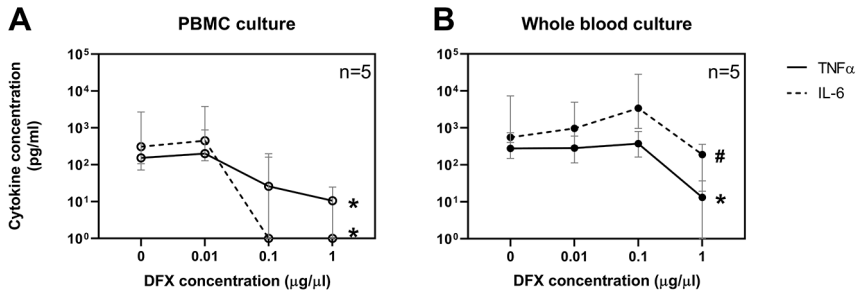 A
PBMC culture
Cytokine concentration
(pg/ml)
10⁵
10⁴
10³
10²
10¹
10⁰
n=5
*
*
0 0.01 0.1 1
DFX concentration (μg/μl)
B
Whole blood culture
10⁵
10⁴
10³
10²
10¹
10⁰
n=5
#
*
0 0.01 0.1 1
DFX concentration (μg/μl)
TNFα
IL-6